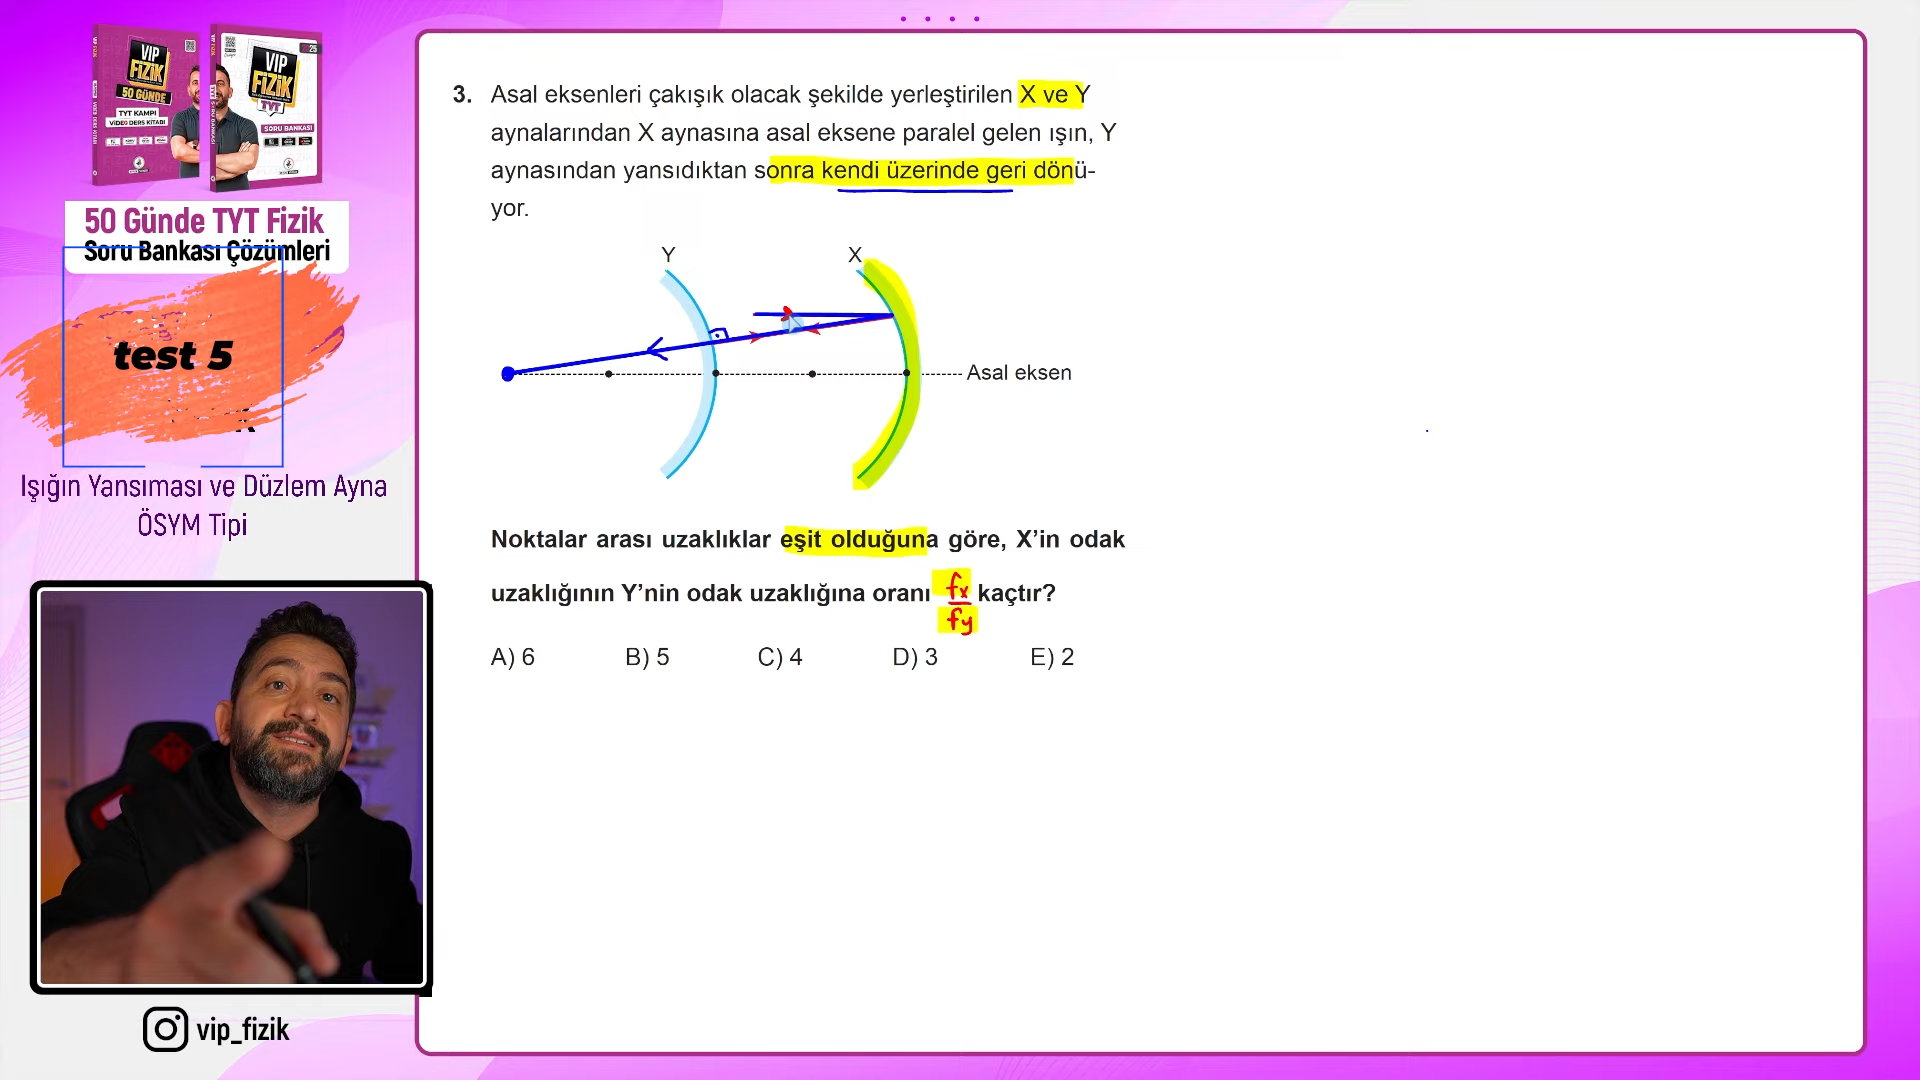 VIP
FİZİK
50 GÜNDE
TYT KAMPI
VİDEO DERS KİTABI
VIP
FİZİK
TYT
SORU BANKASI
25
50 Günde TYT Fizik
Soru Bankası Çözümleri
test 5
Işığın Yansıması ve Düzlem Ayna
ÖSYM Tipi
vip_fizik
3. Asal eksenleri çakışık olacak şekilde yerleştirilen X ve Y
aynalarından X aynasına asal eksene paralel gelen ışın, Y
aynasından yansıdıktan sonra kendi üzerinde geri dönü-
yor.
Y X
Asal eksen
Noktalar arası uzaklıklar eşit olduğuna göre, X’in odak
uzaklığının Y’nin odak uzaklığına oranı fx kaçtır?
fy
A) 6 B) 5 C) 4 D) 3 E) 2